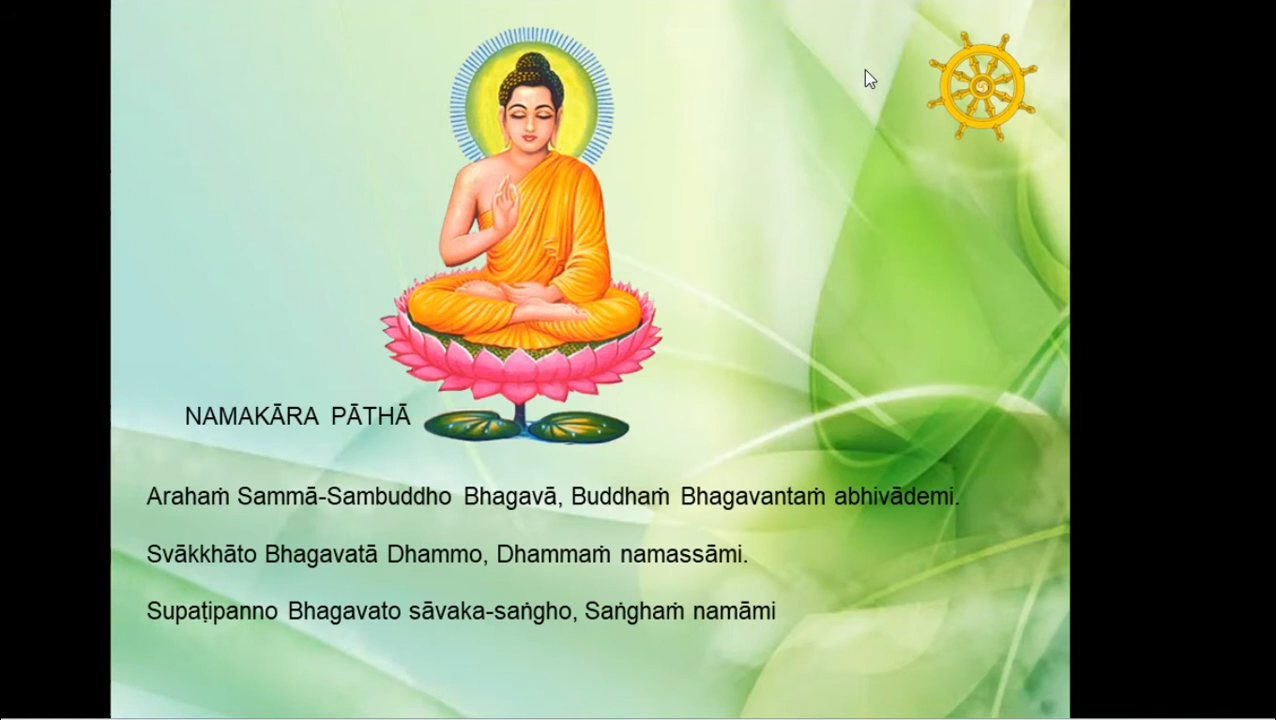 NAMAKĀRA PĀTHĀ
Arahaṁ Sammā-Sambuddho Bhagavā, Buddhaṁ Bhagavantaṁ abhivādemi.
Svākkhāto Bhagavatā Dhammo, Dhammaṁ namassāmi.
Supaṭipanno Bhagavato sāvaka-saṅgho, Saṅghaṁ namāmi